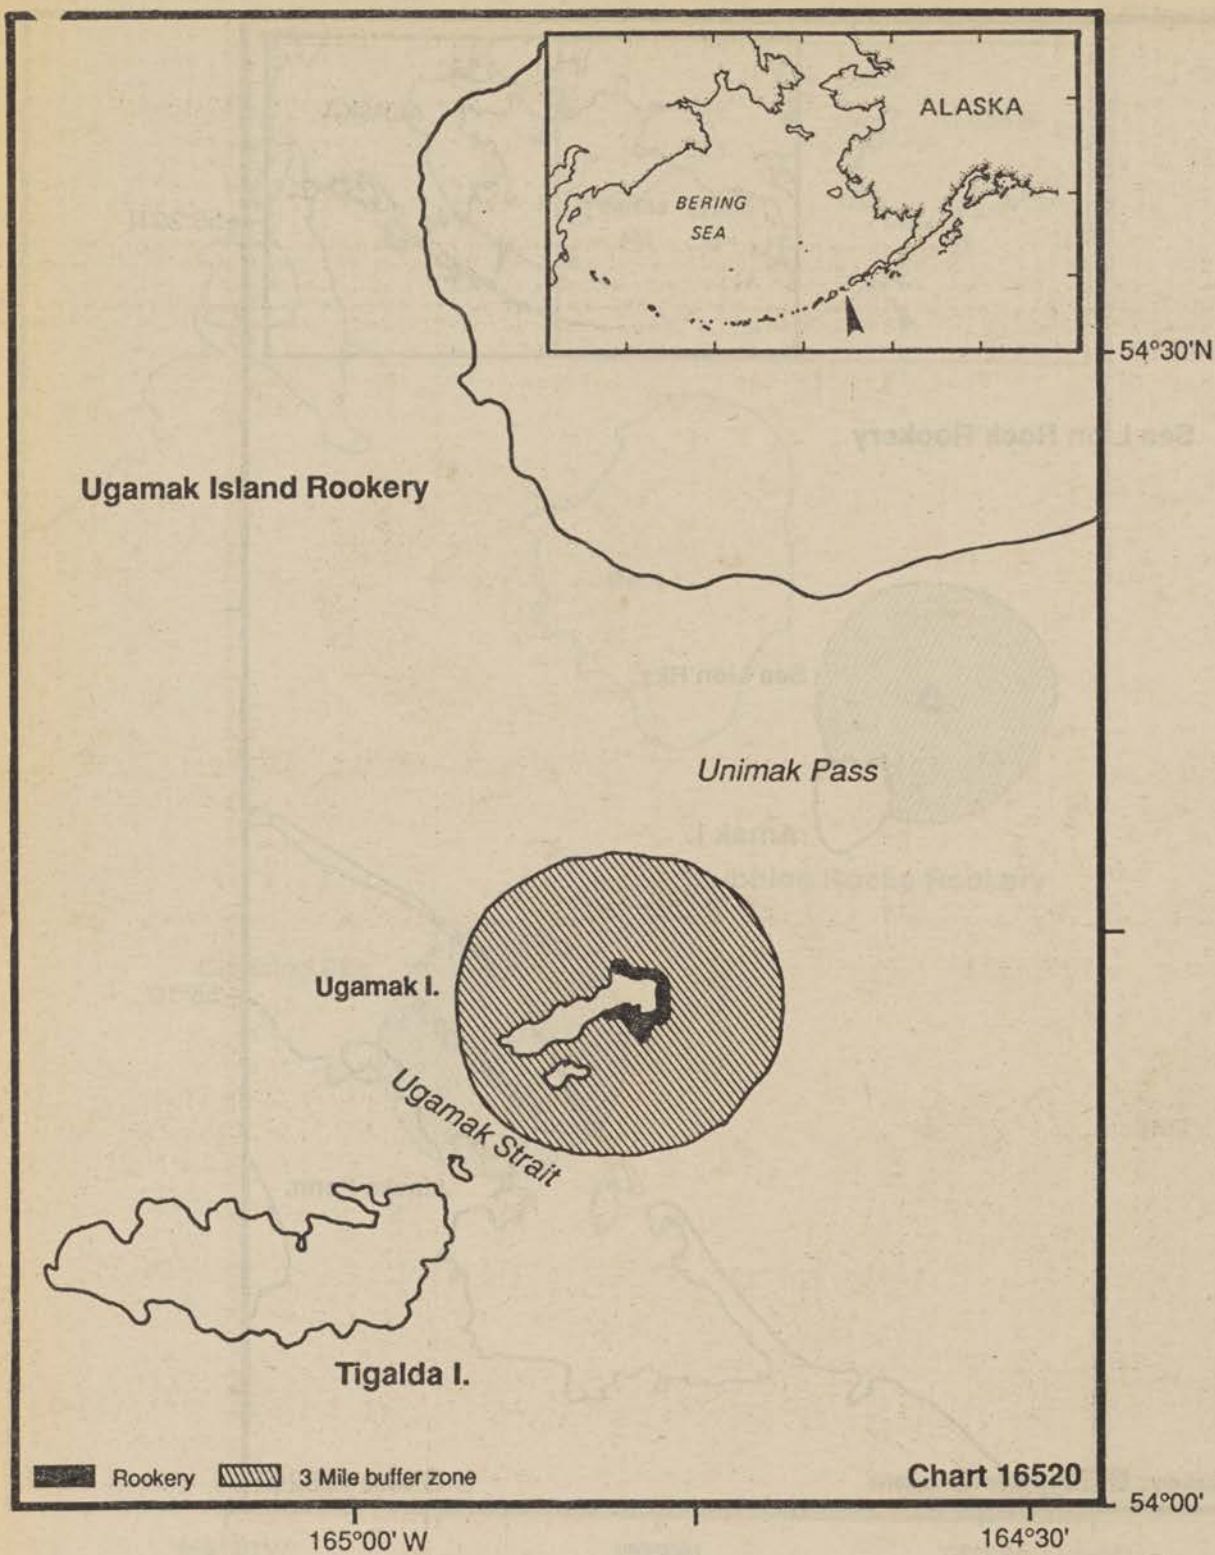 ALASKA
BERING
SEA
54°30'N
Ugamak Island Rookery
Unimak Pass
Ugamak I.
Ugamak Strait
Tigalda I.
Rookery
3 Mile buffer zone
Chart 16520
54°00'
165°00' W
164°30'